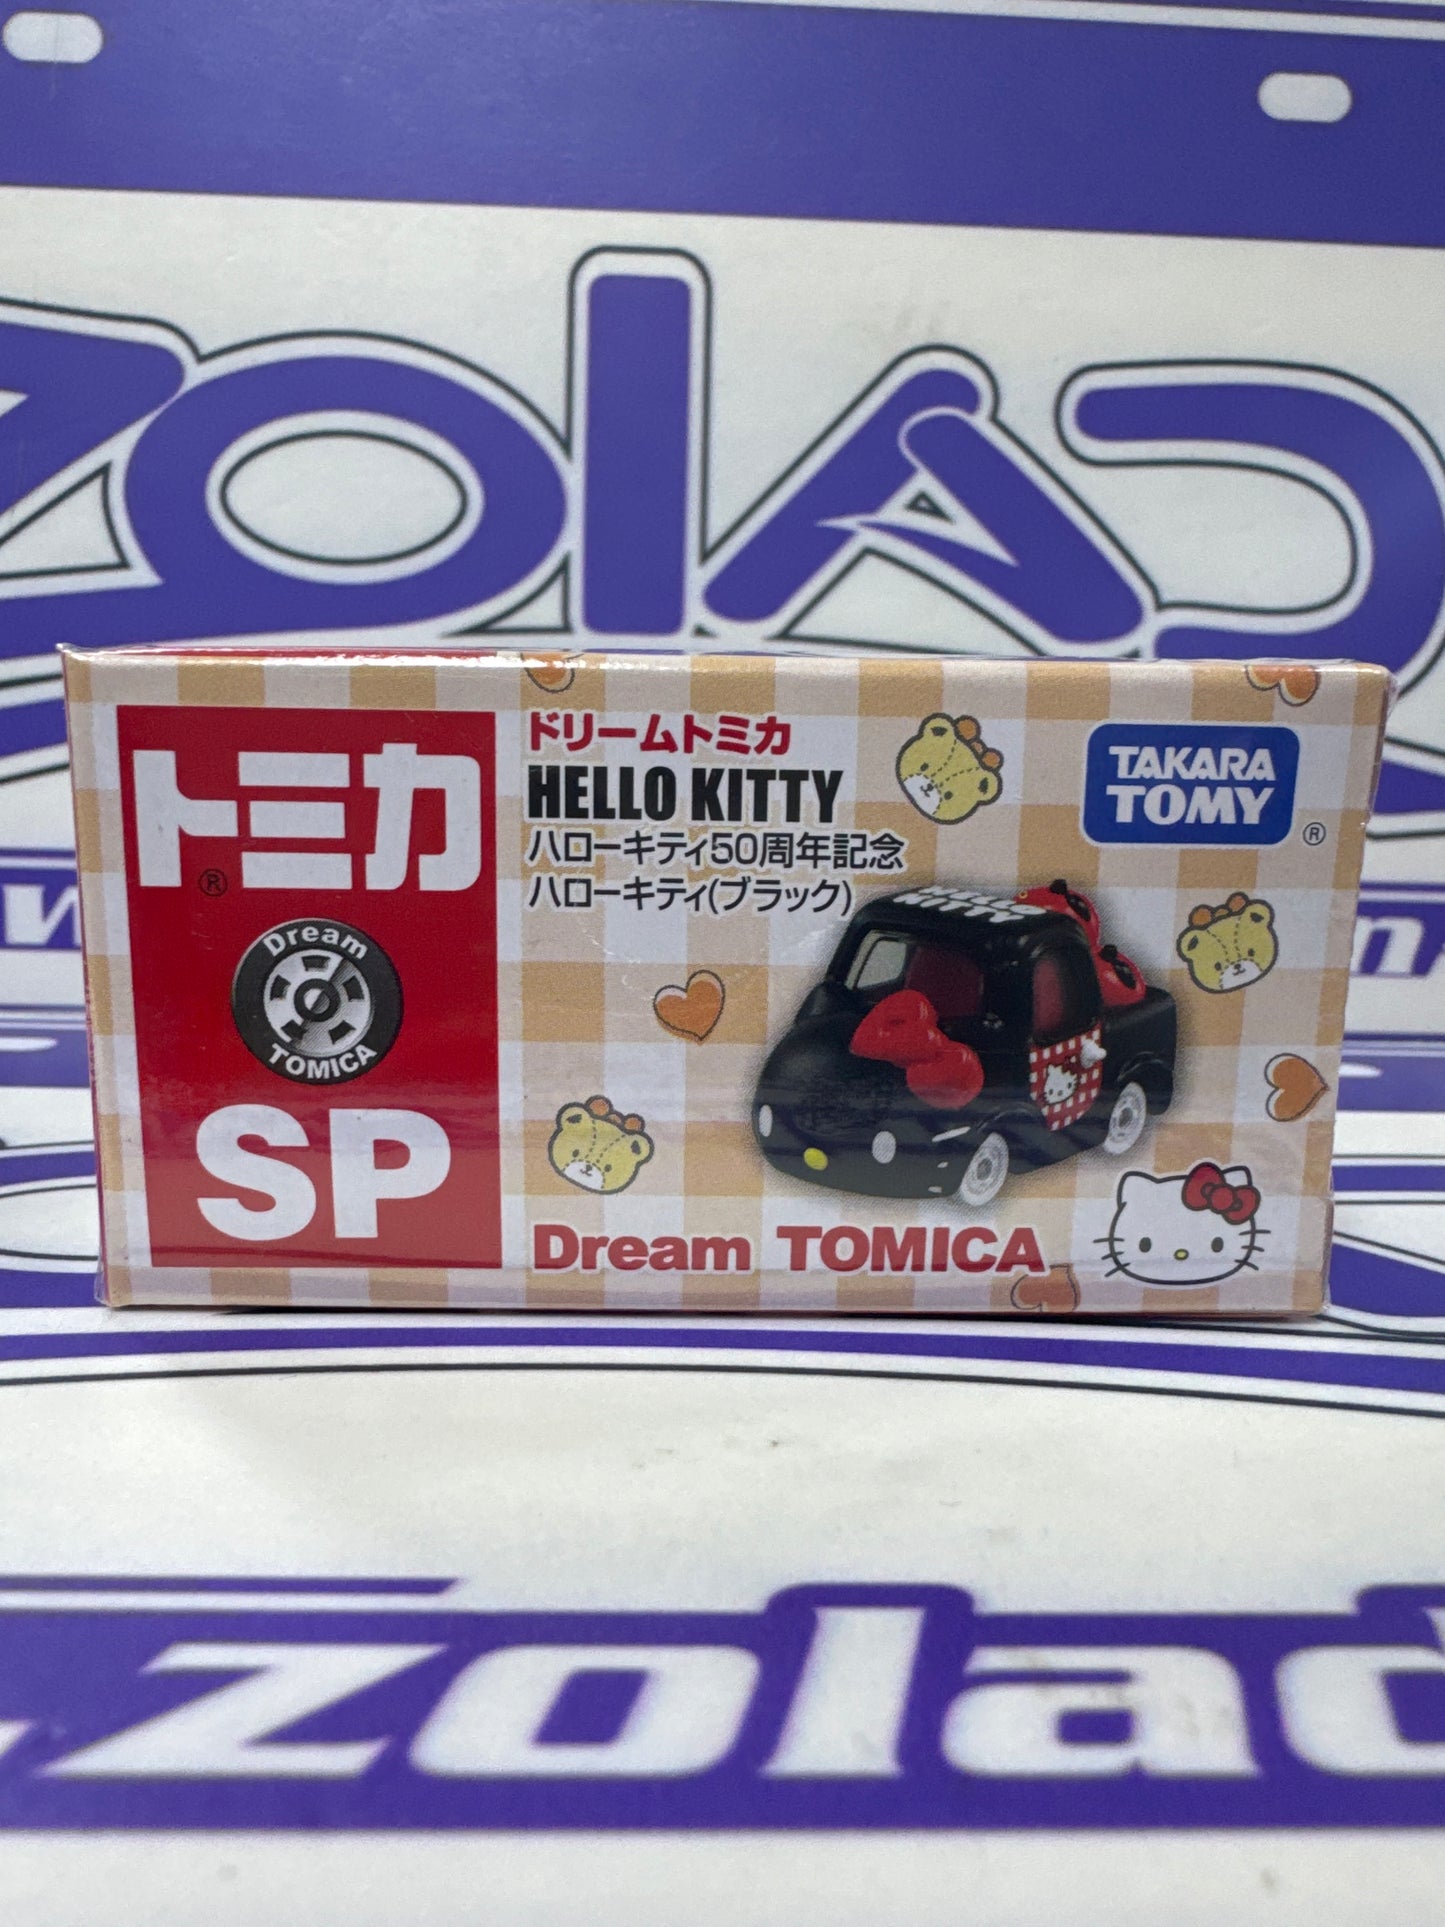 ZOLAD
トミカ
®
Dream
TOMICA
SP
ドリームトミカ
HELLO KITTY
ハローキティ50周年記念
ハローキティ(ブラック)
TAKARA
TOMY
®
HELLO
KITTY
Dream TOMICA
.zolad